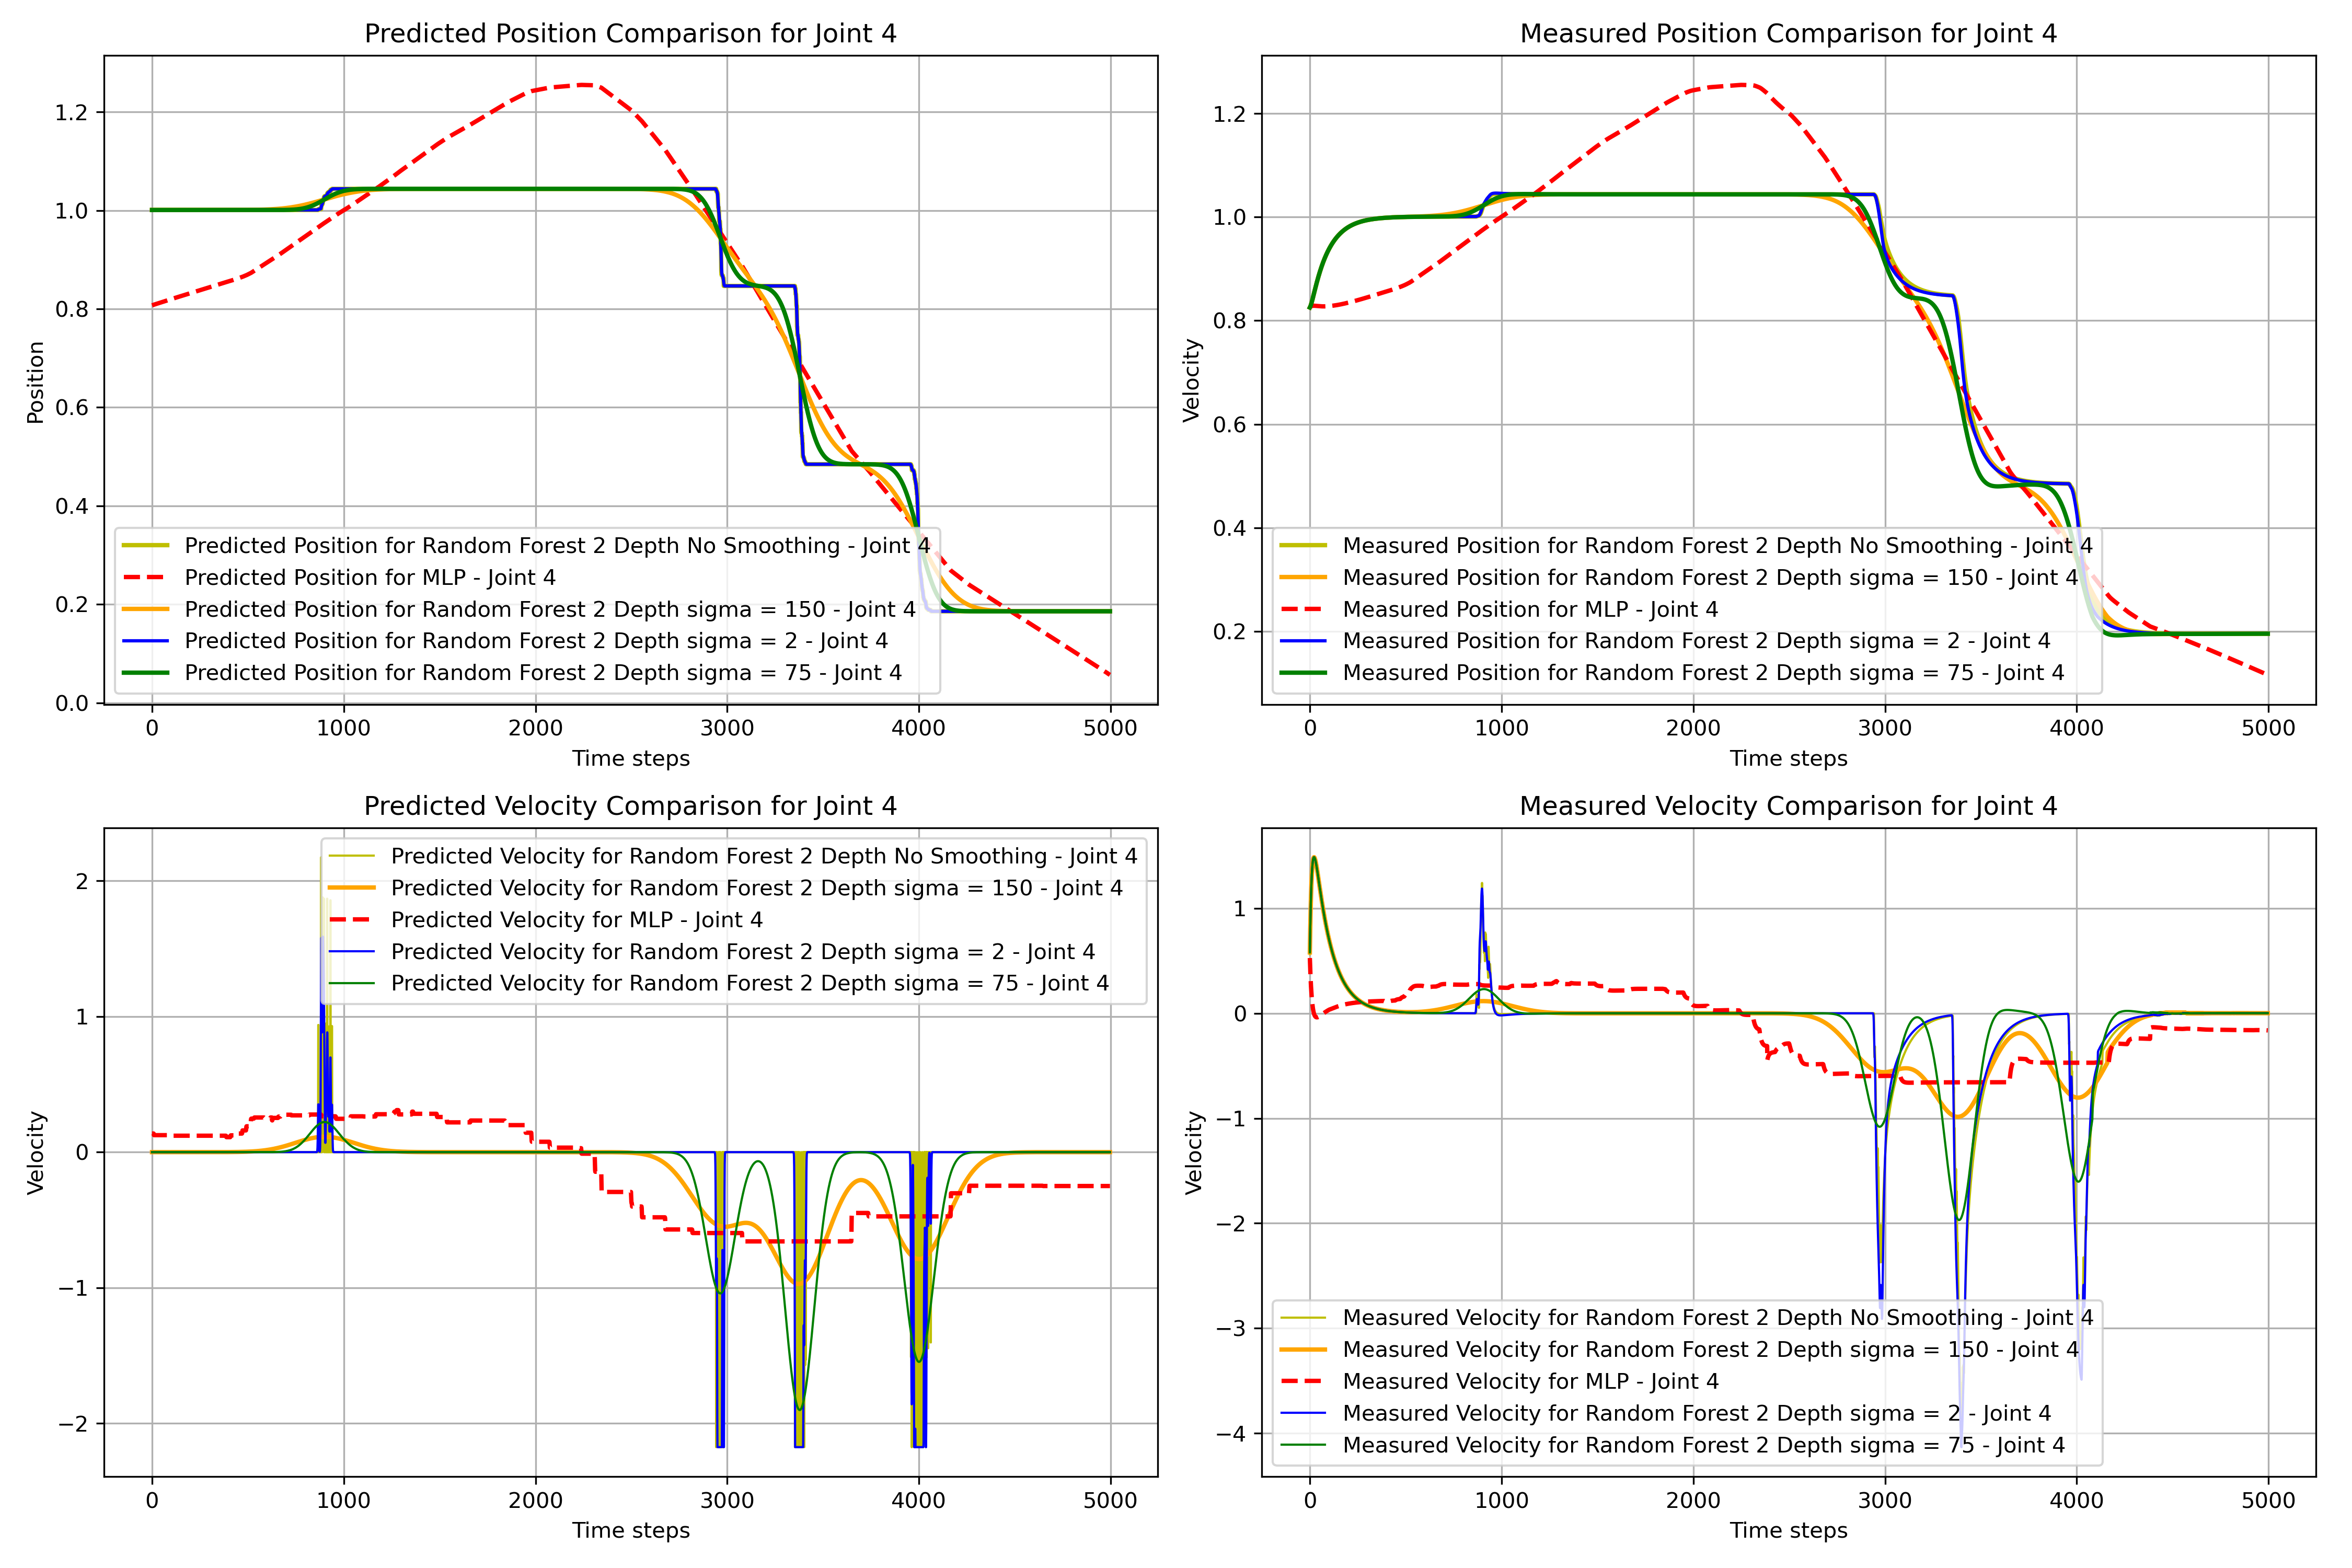 Predicted Position Comparison for Joint 4
Position
1.2
1.0
0.8
0.6
0.4
0.2
0.0
Predicted Position for Random Forest 2 Depth No Smoothing - Joint 4
Predicted Position for MLP - Joint 4
Predicted Position for Random Forest 2 Depth sigma = 150 - Joint 4
Predicted Position for Random Forest 2 Depth sigma = 2 - Joint 4
Predicted Position for Random Forest 2 Depth sigma = 75 - Joint 4
0 1000 2000 3000 4000 5000
Time steps
Measured Position Comparison for Joint 4
Velocity
1.2
1.0
0.8
0.6
0.4
0.2
Measured Position for Random Forest 2 Depth No Smoothing - Joint 4
Measured Position for Random Forest 2 Depth sigma = 150 - Joint 4
Measured Position for MLP - Joint 4
Measured Position for Random Forest 2 Depth sigma = 2 - Joint 4
Measured Position for Random Forest 2 Depth sigma = 75 - Joint 4
0 1000 2000 3000 4000 5000
Time steps
Predicted Velocity Comparison for Joint 4
Velocity
2
1
0
−1
−2
Predicted Velocity for Random Forest 2 Depth No Smoothing - Joint 4
Predicted Velocity for Random Forest 2 Depth sigma = 150 - Joint 4
Predicted Velocity for MLP - Joint 4
Predicted Velocity for Random Forest 2 Depth sigma = 2 - Joint 4
Predicted Velocity for Random Forest 2 Depth sigma = 75 - Joint 4
0 1000 2000 3000 4000 5000
Time steps
Measured Velocity Comparison for Joint 4
Velocity
1
0
−1
−2
−3
−4
Measured Velocity for Random Forest 2 Depth No Smoothing - Joint 4
Measured Velocity for Random Forest 2 Depth sigma = 150 - Joint 4
Measured Velocity for MLP - Joint 4
Measured Velocity for Random Forest 2 Depth sigma = 2 - Joint 4
Measured Velocity for Random Forest 2 Depth sigma = 75 - Joint 4
0 1000 2000 3000 4000 5000
Time steps